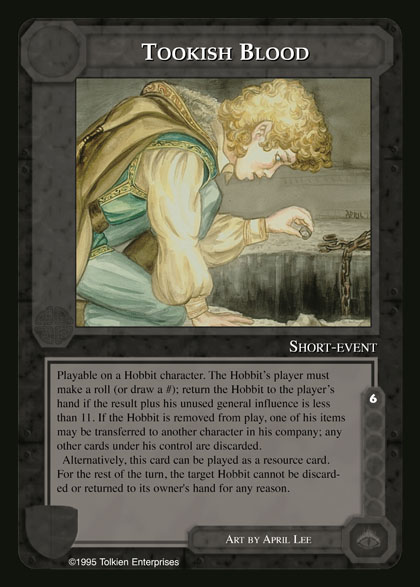 Tookish Blood
Short-event
Playable on a Hobbit character. The Hobbit's player must
make a roll (or draw a #); return the Hobbit to the player's
hand if the result plus his unused general influence is less
than 11. If the Hobbit is removed from play, one of his items
may be transferred to another character in his company; any
other cards under his control are discarded.
Alternatively, this card can be played as a resource card.
For the rest of the turn, the target Hobbit cannot be discard-
ed or returned to its owner's hand for any reason.
6
Art by April Lee
©1995 Tolkien Enterprises